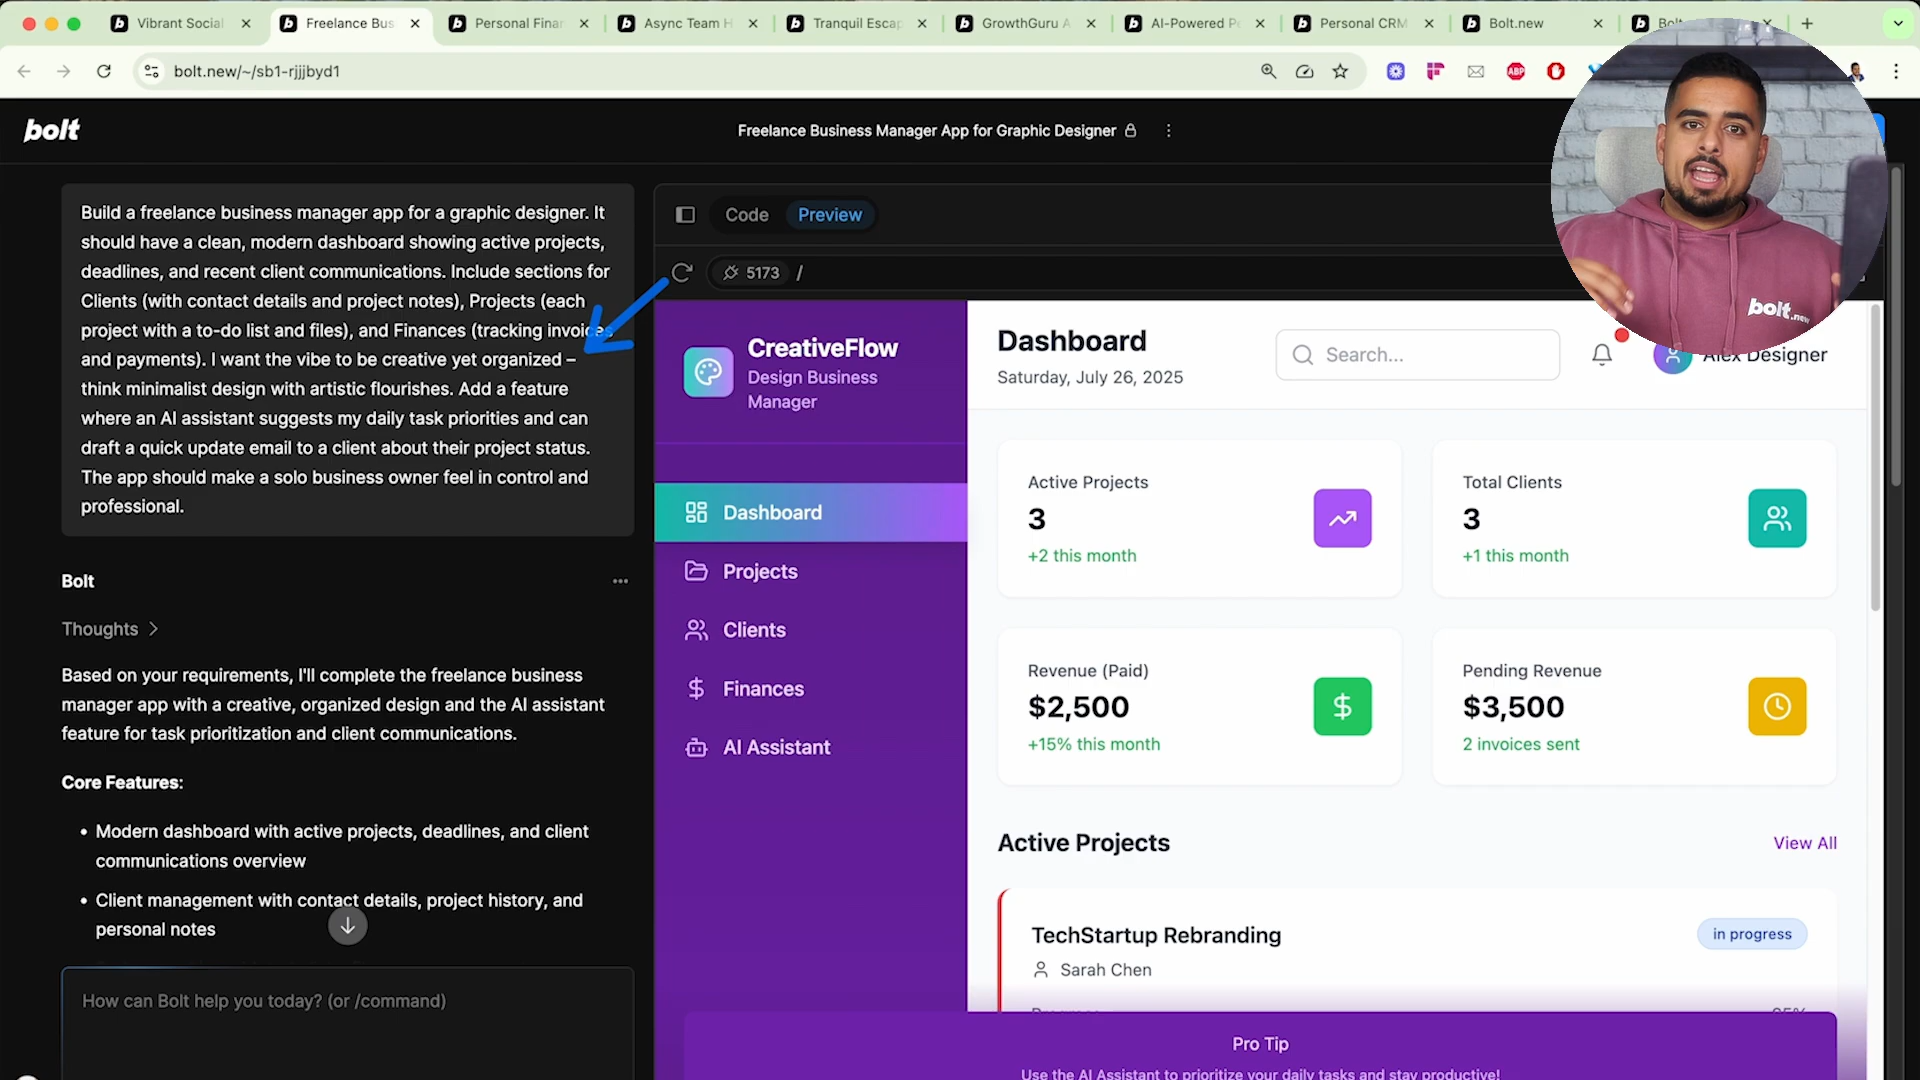 Vibrant Social
Freelance Bus
Personal Finan
Async Team H
Tranquil Escap
GrowthGuru A
AI-Powered Pe
Personal CRM
Bolt.new
bolt.new/~/sb1-rjjjbyd1
ABP
bolt
Freelance Business Manager App for Graphic Designer
Build a freelance business manager app for a graphic designer. It
should have a clean, modern dashboard showing active projects,
deadlines, and recent client communications. Include sections for
Clients (with contact details and project notes), Projects (each
project with a to-do list and files), and Finances (tracking invoices
and payments). I want the vibe to be creative yet organized –
think minimalist design with artistic flourishes. Add a feature
where an AI assistant suggests my daily task priorities and can
draft a quick update email to a client about their project status.
The app should make a solo business owner feel in control and
professional.
Bolt
Thoughts
Based on your requirements, I'll complete the freelance business
manager app with a creative, organized design and the AI assistant
feature for task prioritization and client communications.
Core Features:
• Modern dashboard with active projects, deadlines, and client
communications overview
• Client management with contact details, project history, and
personal notes
How can Bolt help you today? (or /command)
Code
Preview
5173 /
CreativeFlow
Design Business
Manager
Dashboard
Projects
Clients
Finances
AI Assistant
Dashboard
Saturday, July 26, 2025
Search...
Alex Designer
bolt.new
Active Projects
3
+2 this month
Total Clients
3
+1 this month
Revenue (Paid)
$2,500
+15% this month
Pending Revenue
$3,500
2 invoices sent
Active Projects
View All
TechStartup Rebranding
in progress
Sarah Chen
Pro Tip
Use the AI Assistant to prioritize your daily tasks and stay productive!